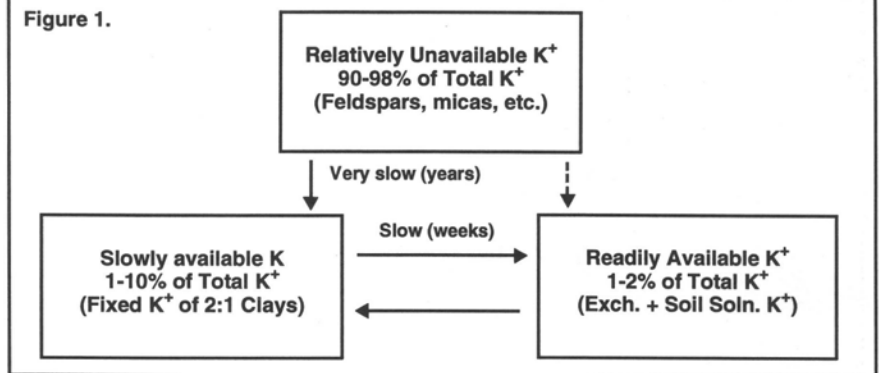 Figure 1.
Relatively Unavailable K⁺
90-98% of Total K⁺
(Feldspars, micas, etc.)
Very slow (years)
Slow (weeks)
Slowly available K
1-10% of Total K⁺
(Fixed K⁺ of 2:1 Clays)
Readily Available K⁺
1-2% of Total K⁺
(Exch. + Soil Soln. K⁺)